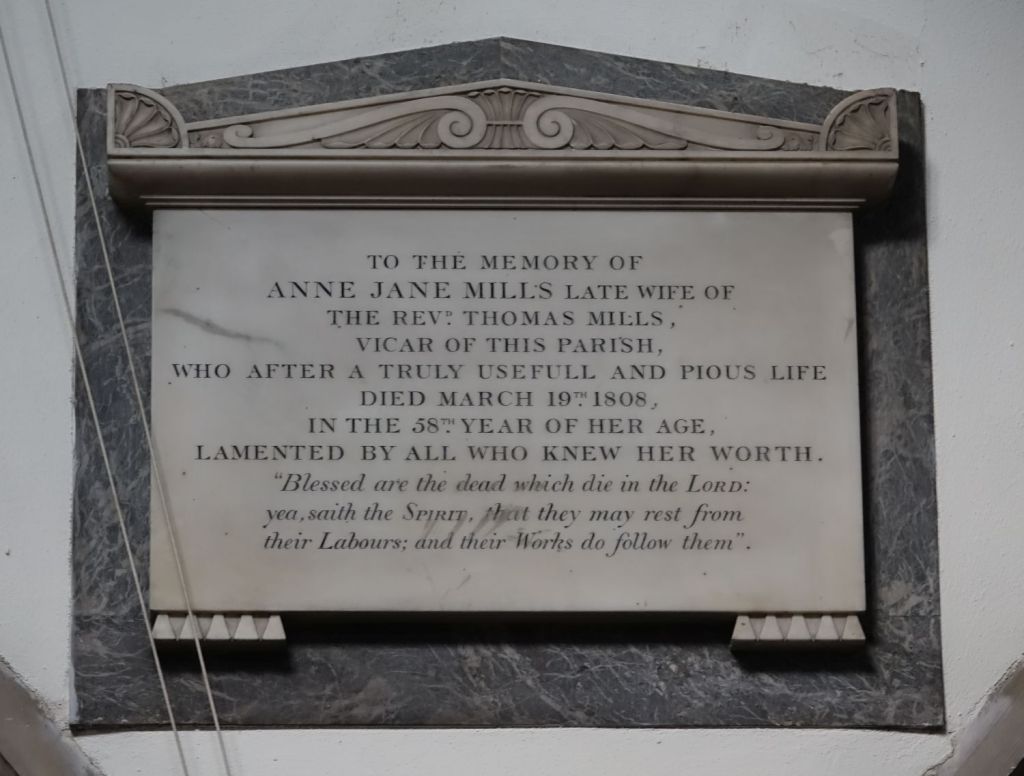 TO THE MEMORY OF
ANNE JANE MILLS LATE WIFE OF
THE REVD. THOMAS MILLS,
VICAR OF THIS PARISH,
WHO AFTER A TRULY USEFULL AND PIOUS LIFE
DIED MARCH 19TH. 1808,
IN THE 58TH. YEAR OF HER AGE,
LAMENTED BY ALL WHO KNEW HER WORTH.
"Blessed are the dead which die in the LORD:
yea, saith the SPIRIT, that they may rest from
their Labours; and their Works do follow them".